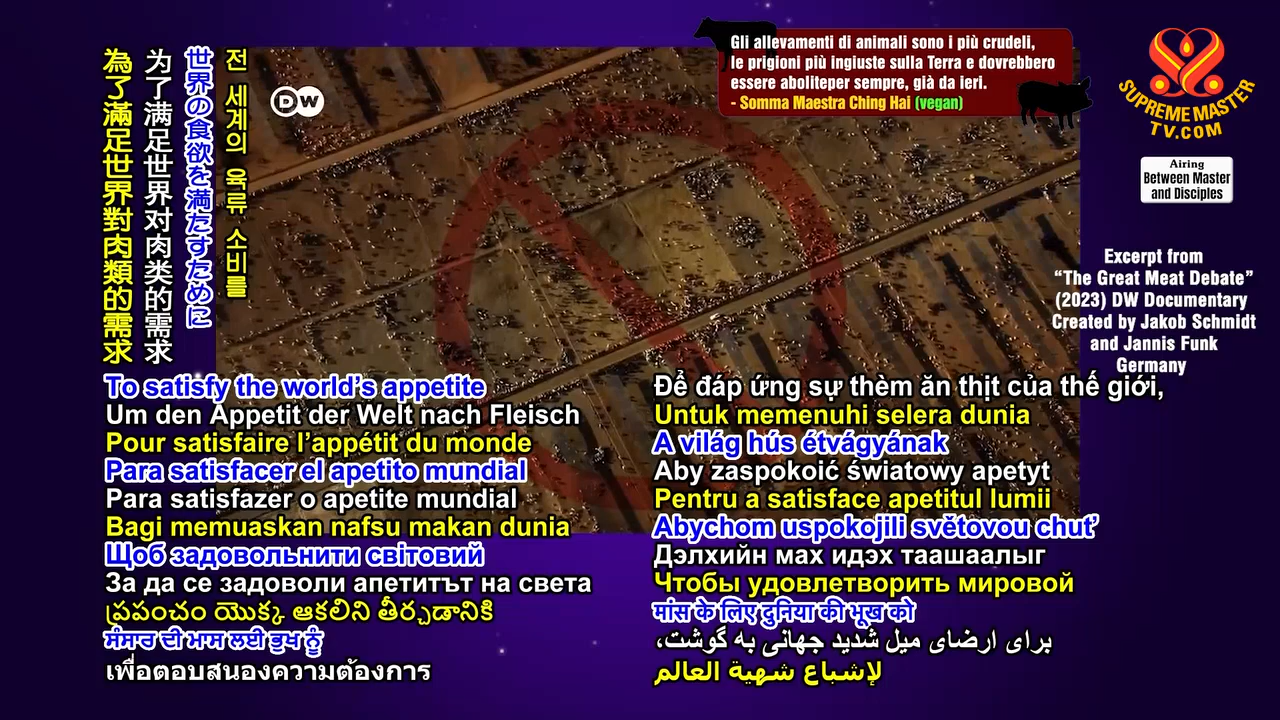 為了滿足世界對肉類的需求
为了满足世界对肉类的需求
世界の食欲を満たすために
전 세계의 육류 소비를
DW
Gli allevamenti di animali sono i più crudeli,
le prigioni più ingiuste sulla Terra e dovrebbero
essere aboliteper sempre, già da ieri.
- Somma Maestra Ching Hai (vegan)
SUPREME MASTER
TV.COM
Airing
Between Master
and Disciples
Excerpt from
“The Great Meat Debate”
(2023) DW Documentary
Created by Jakob Schmidt
and Jannis Funk
Germany
To satisfy the world’s appetite
Um den Appetit der Welt nach Fleisch
Pour satisfaire l’appétit du monde
Para satisfacer el apetito mundial
Para satisfazer o apetite mundial
Bagi memuaskan nafsu makan dunia
Щоб задовольнити світовий
За да се задоволи апетитът на света
ప్రపంచం యొక్క ఆకలిని తీర్చడానికి
ਸੰਸਾਰ ਦੀ ਮਾਸ ਲਈ ਭੁਖ ਨੂੰ
เพื่อตอบสนองความต้องการ
Để đáp ứng sự thèm ăn thịt của thế giới,
Untuk memenuhi selera dunia
A világ hús étvágyának
Aby zaspokoić światowy apetyt
Pentru a satisface apetitul lumii
Abychom uspokojili světovou chuť
Дэлхийн мах идэх таашаалыг
Чтобы удовлетворить мировой
मांस के लिए दुनिया की भूख को
برای ارضای میل شدید جهانی به گوشت،
لإشباع شهية العالم